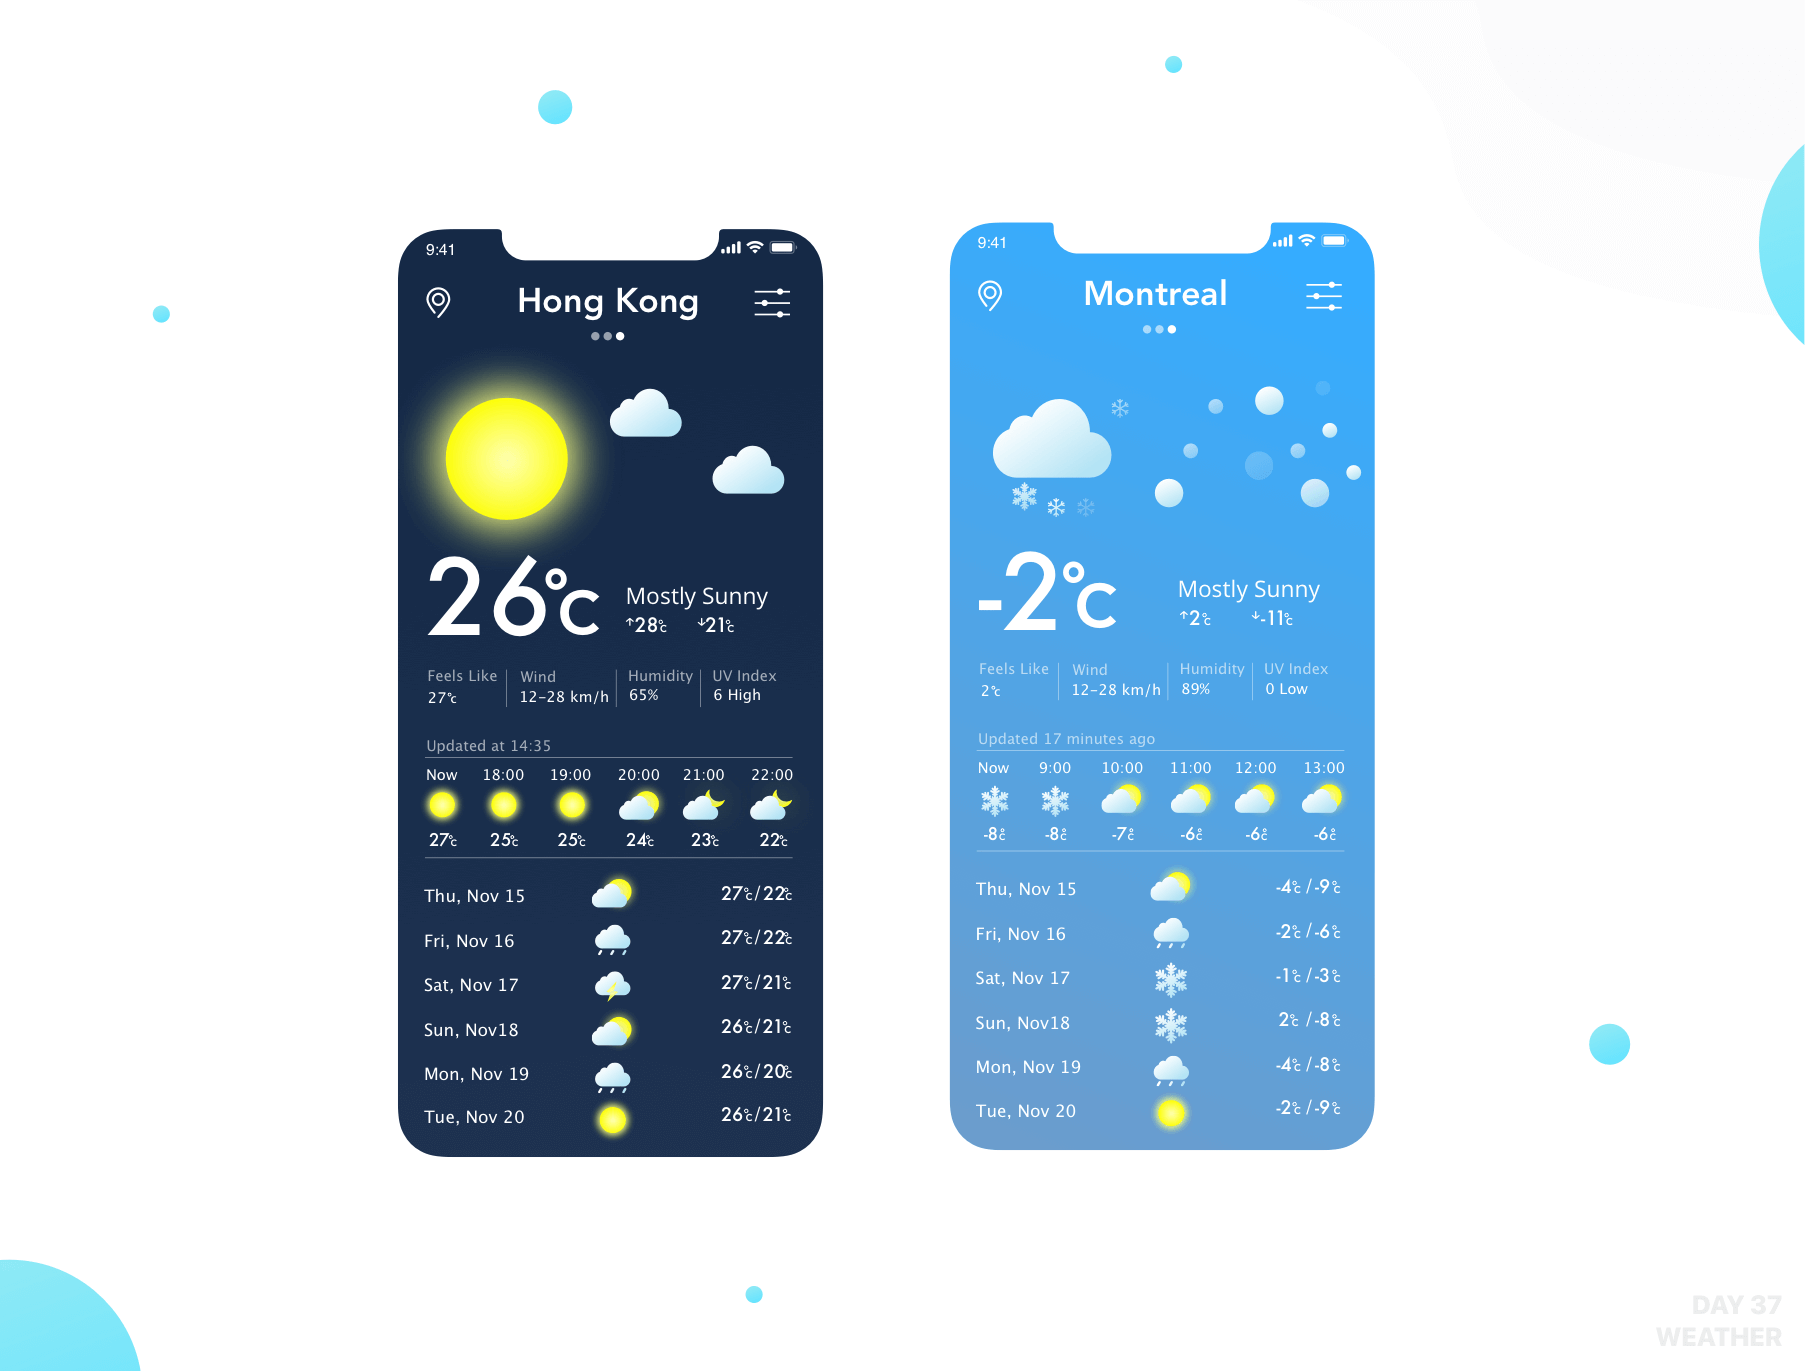 9:41
Hong Kong
26°c
Mostly Sunny
↑28°c ↓21°c
Feels Like Wind Humidity UV Index
27°c 12-28 km/h 65% 6 High
Updated at 14:35
Now 18:00 19:00 20:00 21:00 22:00
27°c 25°c 25°c 24°c 23°c 22°c
Thu, Nov 15 27°c/22°c
Fri, Nov 16 27°c/22°c
Sat, Nov 17 27°c/21°c
Sun, Nov18 26°c/21°c
Mon, Nov 19 26°c/20°c
Tue, Nov 20 26°c/21°c
9:41
Montreal
-2°c
Mostly Sunny
↑2°c ↓-11°c
Feels Like Wind Humidity UV Index
2°c 12-28 km/h 89% 0 Low
Updated 17 minutes ago
Now 9:00 10:00 11:00 12:00 13:00
-8°c -8°c -7°c -6°c -6°c -6°c
Thu, Nov 15 -4°c /-9°c
Fri, Nov 16 -2°c /-6°c
Sat, Nov 17 -1°c /-3°c
Sun, Nov18 2°c /-8°c
Mon, Nov 19 -4°c /-8°c
Tue, Nov 20 -2°c /-9°c
DAY 37
WEATHER